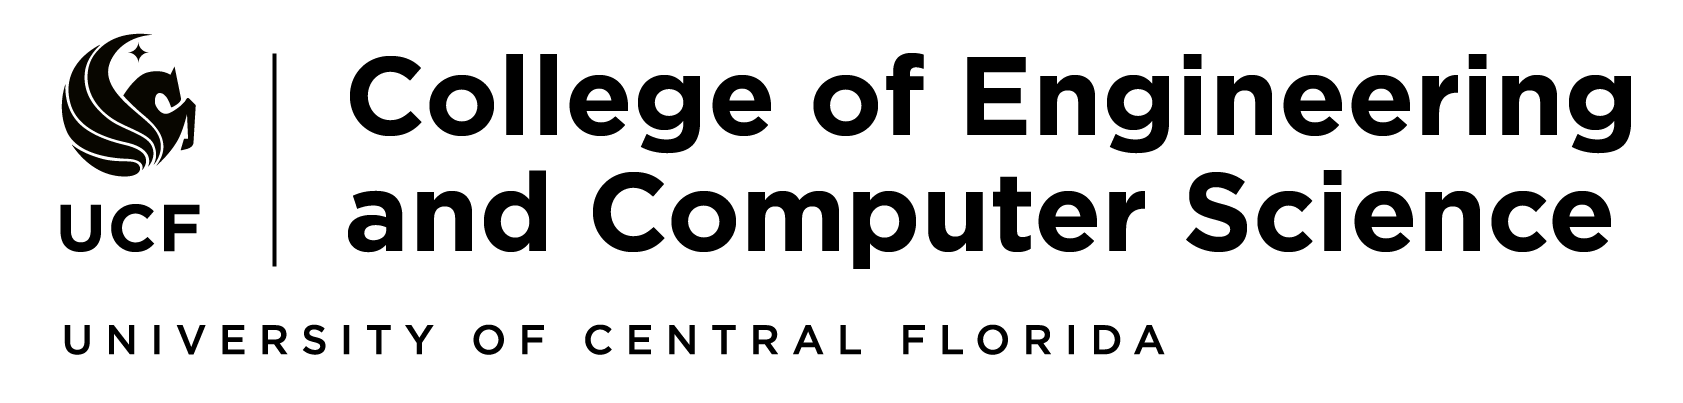 UCF
College of Engineering
and Computer Science
UNIVERSITY OF CENTRAL FLORIDA